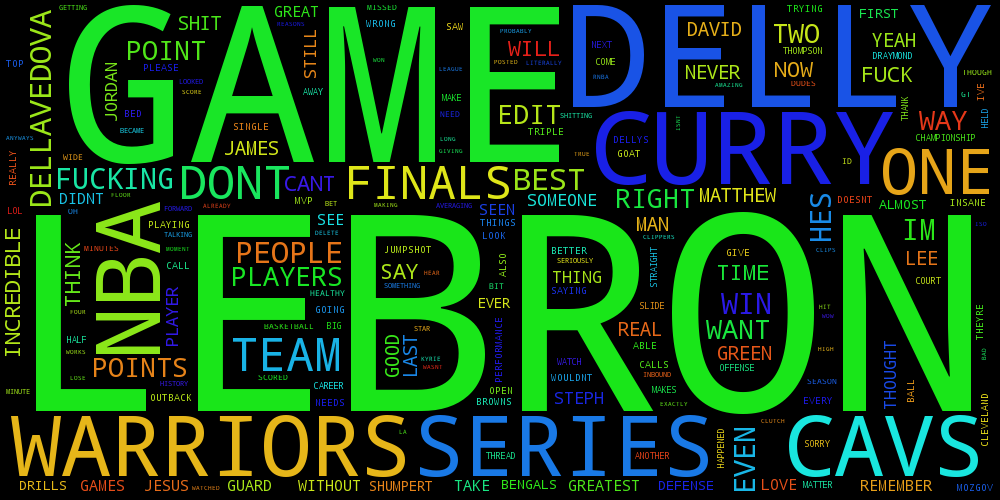 GETTING
GREAT
REASONS
MISSED
WRONG
SAW
TRYING
FIRST
SHIT
GAME
DELLY
DAVID
TWO
YEAH
POINT
STILL
PROBABLY
WILL
NEXT
THOMPSON
DRAYMOND
TOP
PLEASE
WON
POSTED
LITERALLY
COME
NEVER
NOW
FUCK
THOUGH
DELLAVEDOVA
JORDAN
LOOKED
SCORE
AWAY
LEAGUE
MAKE
RNBA
AMAZING
DUDES
IVE
GT
BED
BECAME
SINGLE
NEED
EDIT
SHITTING
THANK
HELD
WAY
CHAMPIONSHIP
ANYWAYS
JAMES
LONG
GIVING
TRIPLE
CURRY
DELLYS
ISNT
TRUE
GOAT
ID
ONE
WIDE
REALLY
FUCKING
DONT
CANT
FINALS
BEST
DIDNT
FLOOR
MVP
SOMEONE
RIGHT
MATTHEW
DOESNT
ALMOST
INSANE
LOL
OH
FORWARD
ALREADY
BET
MAKING
AVERAGING
SEEN
HES
PLAYING
TALKING
SEE
DELETE
THINGS
LOOK
MAN
CLIPPERS
IM
INCREDIBLE
THINK
NBA
MINUTES
MOMENT
CALL
PEOPLE
PLAYERS
LEBRON
JUMPSHOT
SAY
HEAR
SOMETHING
ALSO
BETTER
SERIOUSLY
THING
SAYING
STRAIGHT
GIVE
TIME
CLIPS
LEE
COURT
HEALTHY
BIT
EVER
SLIDE
WIN
HIT
WOW
THEYRE
FOUR
PLAYER
GOING
BASKETBALL
BIG
STAR
REAL
WANT
HALF
WORKS
TEAM
GOOD
LAST
KYRIE
WASNT
PERFORMANCE
WATCH
ABLE
GREEN
OFFENSE
HIGH
THOUGHT
BAD
POINTS
LOSE
HISTORY
SCORED
CAREER
WOULDNT
CALLS
INBOUND
SEASON
BALL
MINUTE
OUTBACK
NEEDS
OPEN
BROWNS
STEPH
MAKES
EXACTLY
EVERY
WARRIORS
LA
SERIES
HAPPENED
EVEN
CLUTCH
CAVS
CLEVELAND
THREAD
ANOTHER
SORRY
DRILLS
GAMES
JESUS
WATCHED
GUARD
WITHOUT
SHUMPERT
TAKE
BENGALS
GREATEST
DEFENSE
LOVE
MATTER
REMEMBER
MOZGOV